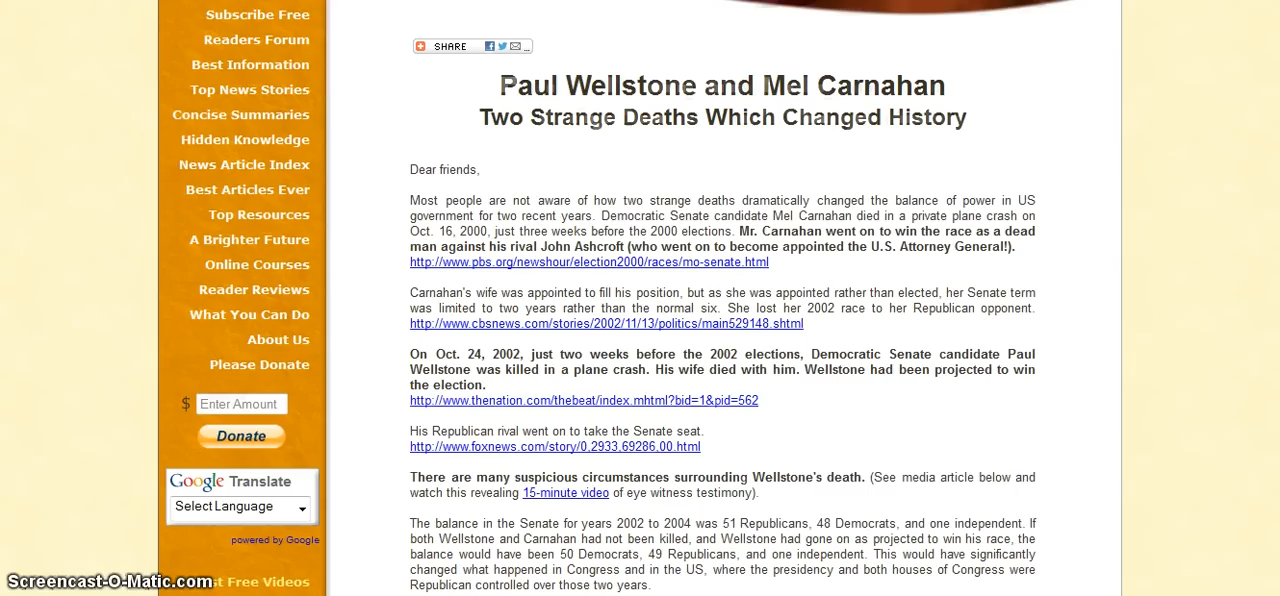 Subscribe Free
Readers Forum
Best Information
Top News Stories
Concise Summaries
Hidden Knowledge
News Article Index
Best Articles Ever
Top Resources
A Brighter Future
Online Courses
Reader Reviews
What You Can Do
About Us
Please Donate
$ Enter Amount
Donate
Google Translate
Select Language
powered by Google
st Free Videos
SHARE
Paul Wellstone and Mel Carnahan
Two Strange Deaths Which Changed History
Dear friends,
Most people are not aware of how two strange deaths dramatically changed the balance of power in US
government for two recent years. Democratic Senate candidate Mel Carnahan died in a private plane crash on
Oct. 16, 2000, just three weeks before the 2000 elections. Mr. Carnahan went on to win the race as a dead
man against his rival John Ashcroft (who went on to become appointed the U.S. Attorney General!).
http://www.pbs.org/newshour/election2000/races/mo-senate.html
Carnahan's wife was appointed to fill his position, but as she was appointed rather than elected, her Senate term
was limited to two years rather than the normal six. She lost her 2002 race to her Republican opponent.
http://www.cbsnews.com/stories/2002/11/13/politics/main529148.shtml
On Oct. 24, 2002, just two weeks before the 2002 elections, Democratic Senate candidate Paul
Wellstone was killed in a plane crash. His wife died with him. Wellstone had been projected to win
the election.
http://www.thenation.com/thebeat/index.mhtml?bid=1&pid=562
His Republican rival went on to take the Senate seat.
http://www.foxnews.com/story/0,2933,69286,00.html
There are many suspicious circumstances surrounding Wellstone's death. (See media article below and
watch this revealing 15-minute video of eye witness testimony).
The balance in the Senate for years 2002 to 2004 was 51 Republicans, 48 Democrats, and one independent. If
both Wellstone and Carnahan had not been killed, and Wellstone had gone on as projected to win his race, the
balance would have been 50 Democrats, 49 Republicans, and one independent. This would have significantly
changed what happened in Congress and in the US, where the presidency and both houses of Congress were
Republican controlled over those two years.
Screencast-O-Matic.com